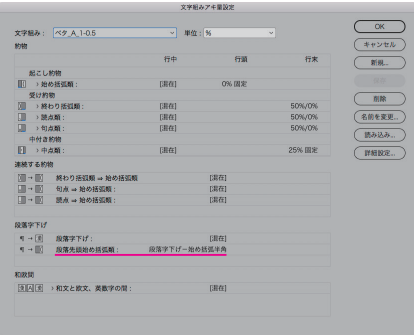 文字組みアキ量設定
文字組み： ベタ_A_1-0.5 単位： %
OK
キャンセル
新規...
削除
名前を変更...
読み込み...
詳細設定...
約物
行中 行頭 行末
起こし約物
始め括弧類： [混在] 0% 固定
受け約物
終わり括弧類： [混在] 50%/0%
読点類： [混在] 50%/0%
句点類： [混在] 50%/0%
中付き約物
中点類： [混在] 25% 固定
連続する約物
終わり括弧類 ⇒ 始め括弧類 [混在]
句点 ⇒ 始め括弧類 [混在]
読点 ⇒ 始め括弧類 [混在]
段落字下げ
段落字下げ： [混在]
段落先頭始め括弧類： 段落字下げ－始め括弧半角
和欧間
和文と欧文、英数字の間： [混在]